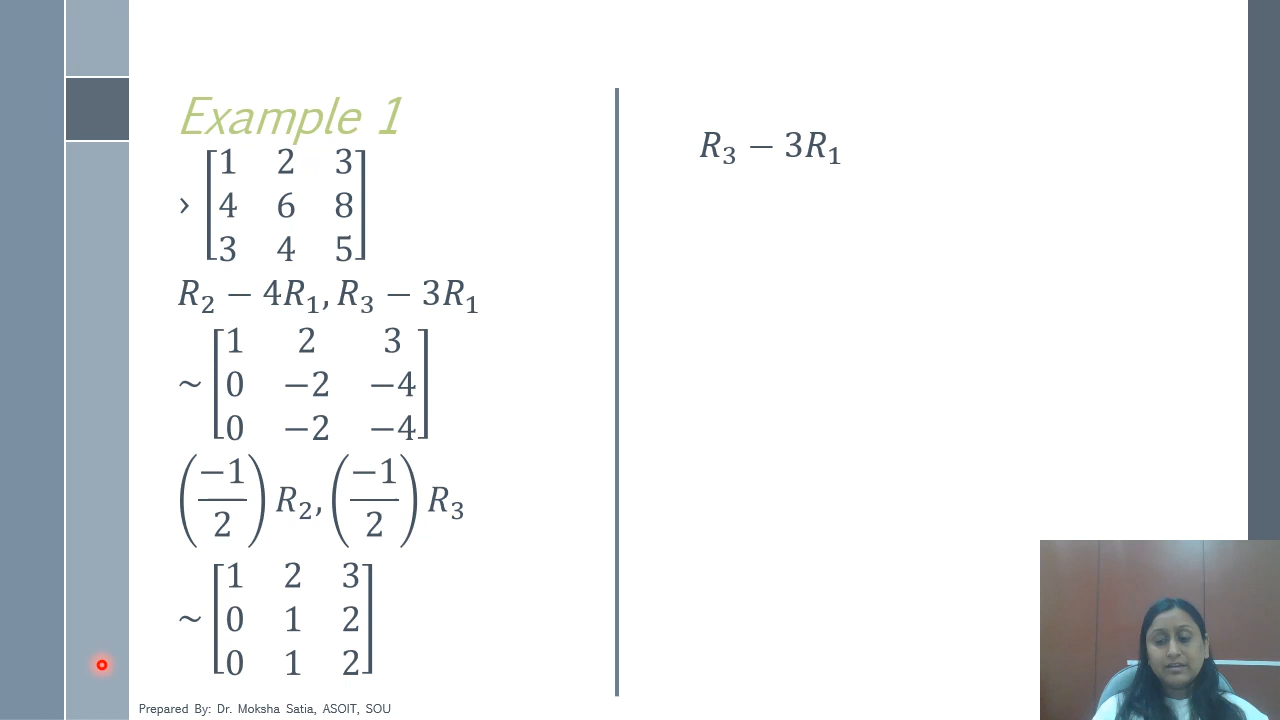 Example 1
› [1 2 3
4 6 8
3 4 5]
R₂ − 4R₁, R₃ − 3R₁
~ [1 2 3
0 −2 −4
0 −2 −4]
(−1/2) R₂, (−1/2) R₃
~ [1 2 3
0 1 2
0 1 2]
Prepared By: Dr. Moksha Satia, ASOIT, SOU
R₃ − 3R₁